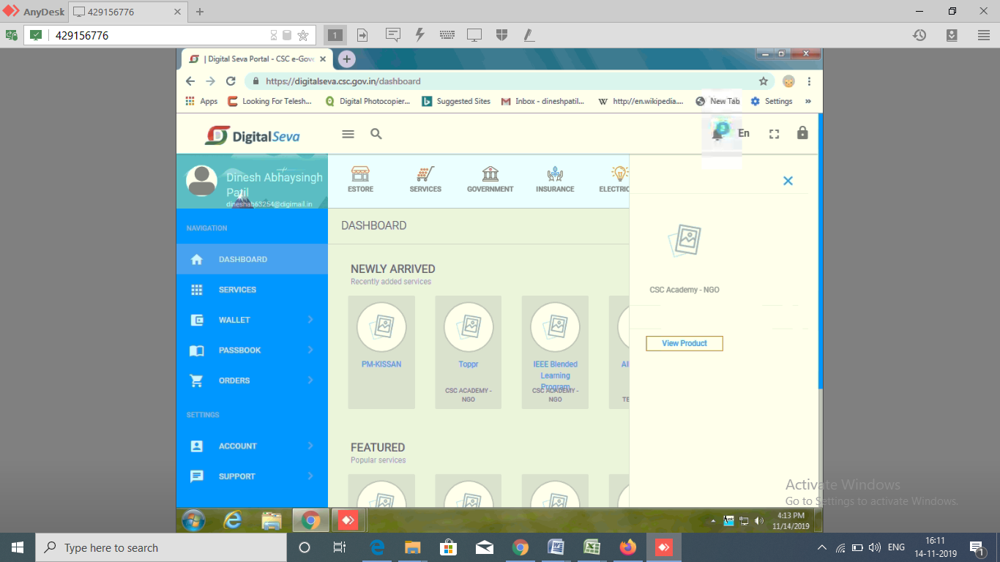 AnyDesk
429156776
429156776
1
| Digital Seva Portal - CSC e-Gove
https://digitalseva.csc.gov.in/dashboard
Apps
Looking For Telesh...
Digital Photocopier...
Suggested Sites
Inbox - dineshpatil...
http://en.wikipedia....
New Tab
Settings
»
DigitalSeva
En
Dinesh Abhaysingh
Patil
dineshab63254@digimail.in
ESTORE
SERVICES
GOVERNMENT
INSURANCE
ELECTRIC
NAVIGATION
DASHBOARD
SERVICES
WALLET
PASSBOOK
ORDERS
SETTINGS
ACCOUNT
SUPPORT
DASHBOARD
NEWLY ARRIVED
Recently added services
PM-KISSAN
Toppr
CSC ACADEMY -
NGO
IEEE Blended
Learning
Program
CSC ACADEMY -
NGO
AI
TE
FEATURED
Popular services
CSC Academy - NGO
View Product
Activate Windows
Go to Settings to activate Windows.
4:13 PM
11/14/2019
Type here to search
ENG
16:11
14-11-2019
1